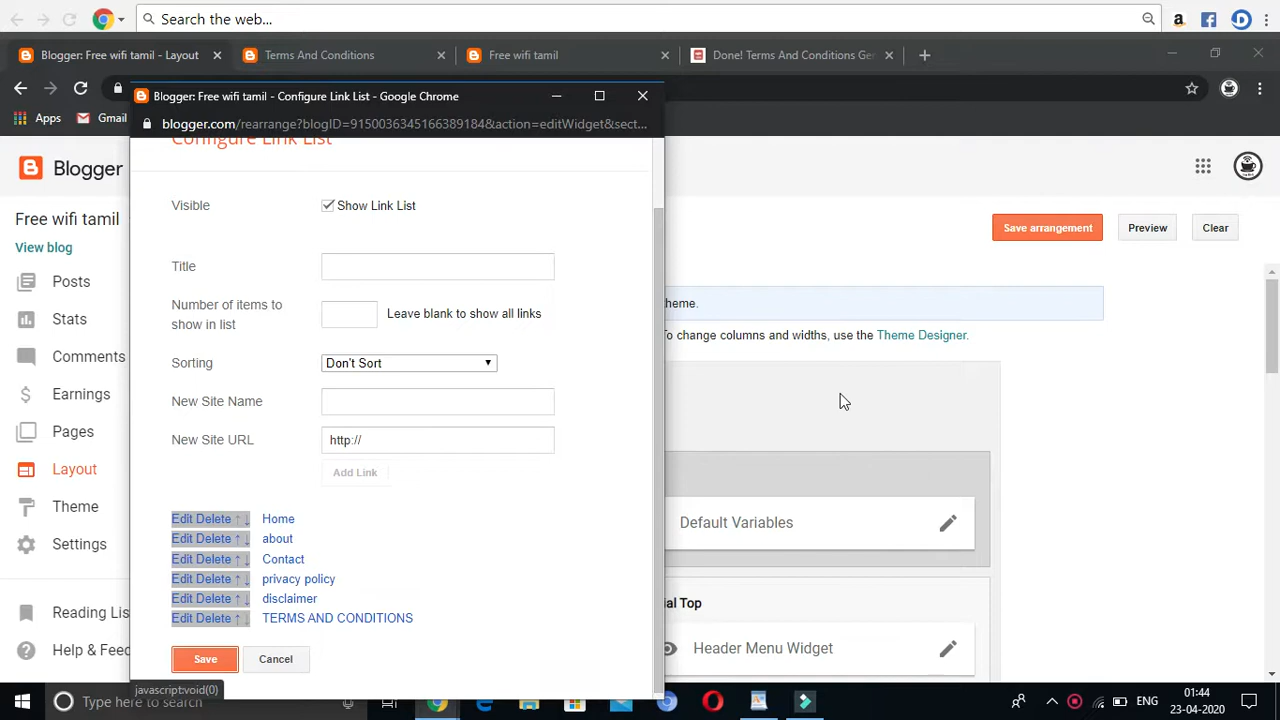 Search the web...
Blogger: Free wifi tamil - Layout
Terms And Conditions
Free wifi tamil
Done! Terms And Conditions Ge
Blogger: Free wifi tamil - Configure Link List - Google Chrome
Apps
Gmail
blogger.com/rearrange?blogID=9150036345166389184&action=editWidget&sect...
Configure Link List
Blogger
Visible
Show Link List
Free wifi tamil
Save arrangement
Preview
Clear
View blog
Title
Posts
Number of items to
show in list
Leave blank to show all links
heme.
Stats
To change columns and widths, use the Theme Designer.
Comments
Sorting
Don't Sort
Earnings
New Site Name
Pages
New Site URL
http://
Layout
Add Link
Theme
Edit Delete ↑ ↓ Home
Default Variables
Edit Delete ↑ ↓ about
Settings
Edit Delete ↑ ↓ Contact
Edit Delete ↑ ↓ privacy policy
Edit Delete ↑ ↓ disclaimer
ial Top
Reading Lis
Edit Delete ↑ ↓ TERMS AND CONDITIONS
Help & Feed
Header Menu Widget
Save
Cancel
javascript:void(0)
Type here to search
ENG
01:44
23-04-2020